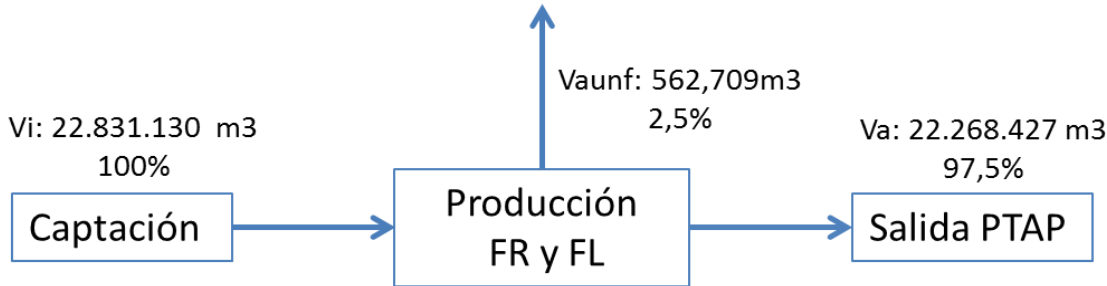 Vaunf: 562,709m3
2,5%
Vi: 22.831.130 m3
100%
Va: 22.268.427 m3
97,5%
Captación
Producción
FR y FL
Salida PTAP